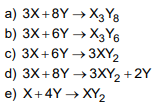 a) 3X+8Y → X₃Y₈
b) 3X+6Y → X₃Y₆
c) 3X+6Y → 3XY₂
d) 3X+8Y → 3XY₂ +2Y
e) X+4Y → XY₂